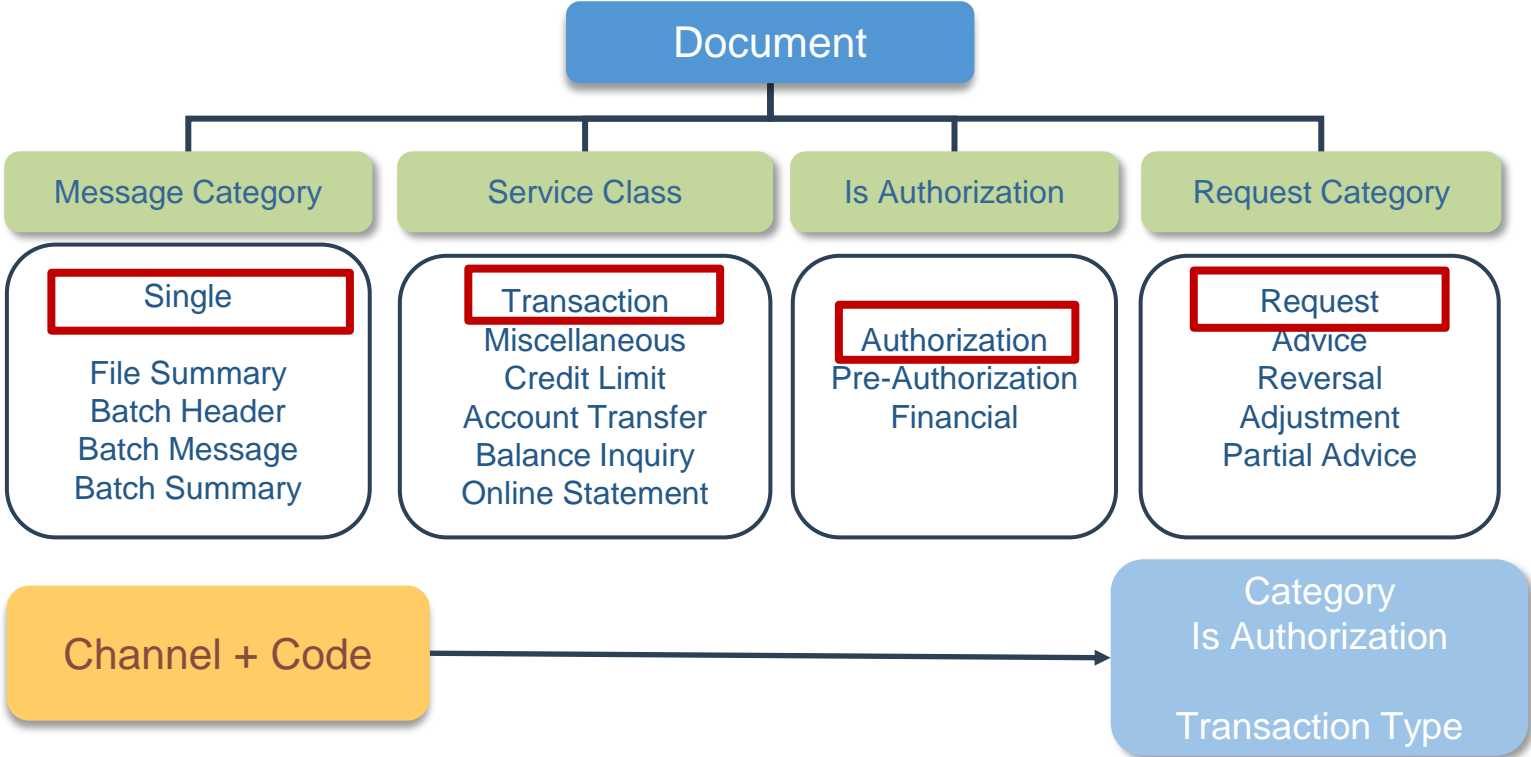 Document
Message Category
Service Class
Is Authorization
Request Category
Single
File Summary
Batch Header
Batch Message
Batch Summary
Transaction
Miscellaneous
Credit Limit
Account Transfer
Balance Inquiry
Online Statement
Authorization
Pre-Authorization
Financial
Request
Advice
Reversal
Adjustment
Partial Advice
Channel + Code
Category
Is Authorization
Transaction Type